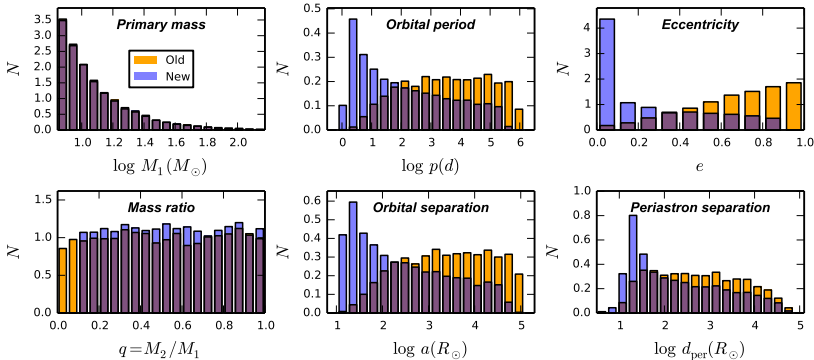 Primary mass
N
3.5
3.0
2.5
2.0
1.5
1.0
0.5
0.0
Old
New
1.0 1.2 1.4 1.6 1.8 2.0
log M₁(M⊙)
Orbital period
N
0.5
0.4
0.3
0.2
0.1
0.0
0 1 2 3 4 5 6
log p(d)
Eccentricity
N
4
3
2
1
0
0.0 0.2 0.4 0.6 0.8 1.0
e
Mass ratio
N
1.5
1.0
0.5
0.0
0.0 0.2 0.4 0.6 0.8 1.0
q=M₂/M₁
Orbital separation
N
0.6
0.5
0.4
0.3
0.2
0.1
0.0
1 2 3 4 5
log a(R⊙)
Periastron separation
N
1.0
0.8
0.6
0.4
0.2
0.0
1 2 3 4 5
log dper(R⊙)